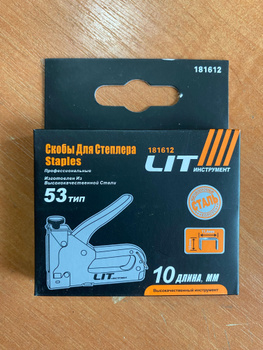 181612
Скобы Для Степлера
Staples
181612
LIT
ИНСТРУМЕНТ
Профессиональные
Изготовлен Из
Высококачественной Стали
53 тип
СТАЛЬ
LIT
10 ДЛИНА, ММ
Высококачественный инструмент